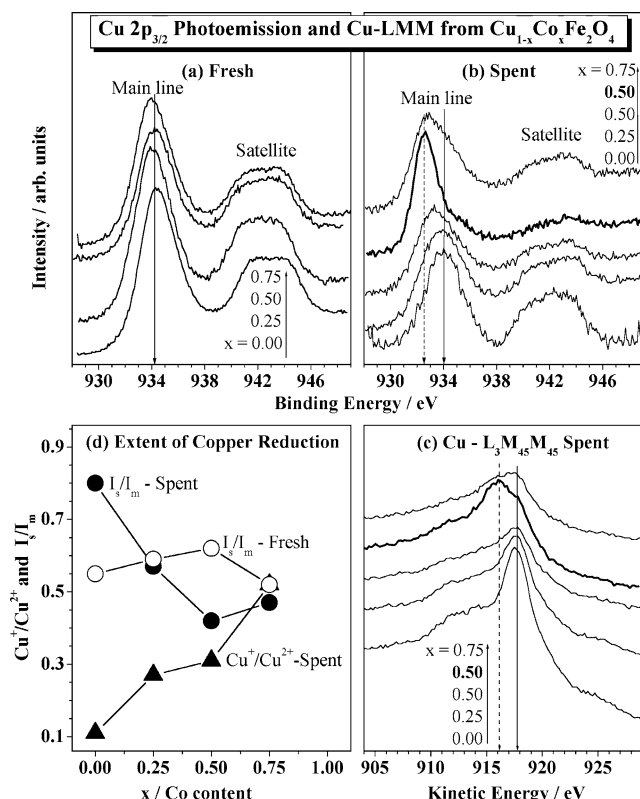 Cu 2p3/2 Photoemission and Cu-LMM from Cu1-xCoxFe2O4
(a) Fresh
Main line
Satellite
0.75
0.50
0.25
x = 0.00
930 934 938 942 946
(b) Spent
x = 0.75
0.50
0.50
0.25
0.00
Main line
Satellite
930 934 938 942 946
Intensity / arb. units
Binding Energy / eV
(d) Extent of Copper Reduction
Is/Im - Spent
Is/Im - Fresh
Cu+/Cu2+-Spent
Cu+/Cu2+ and Is/Im
0.9
0.7
0.5
0.3
0.1
0.00 0.25 0.50 0.75 1.00
x / Co content
(c) Cu - L3M45M45 Spent
x = 0.75
0.50
0.50
0.25
0.00
905 910 915 920 925
Kinetic Energy / eV